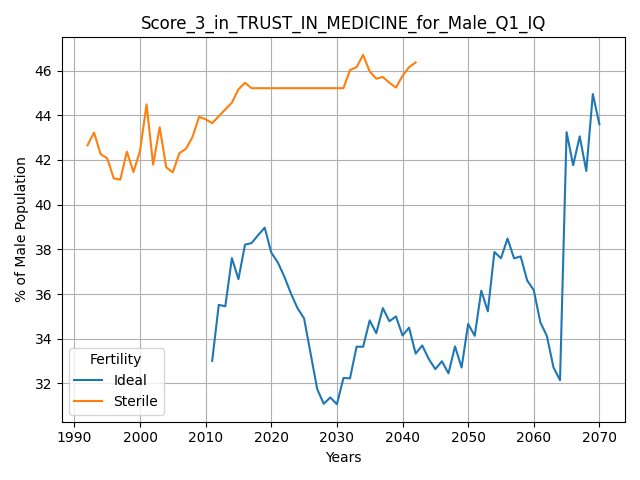 Score_3_in_TRUST_IN_MEDICINE_for_Male_Q1_IQ
% of Male Population
46
44
42
40
38
36
34
32
Fertility
Ideal
Sterile
1990 2000 2010 2020 2030 2040 2050 2060 2070
Years